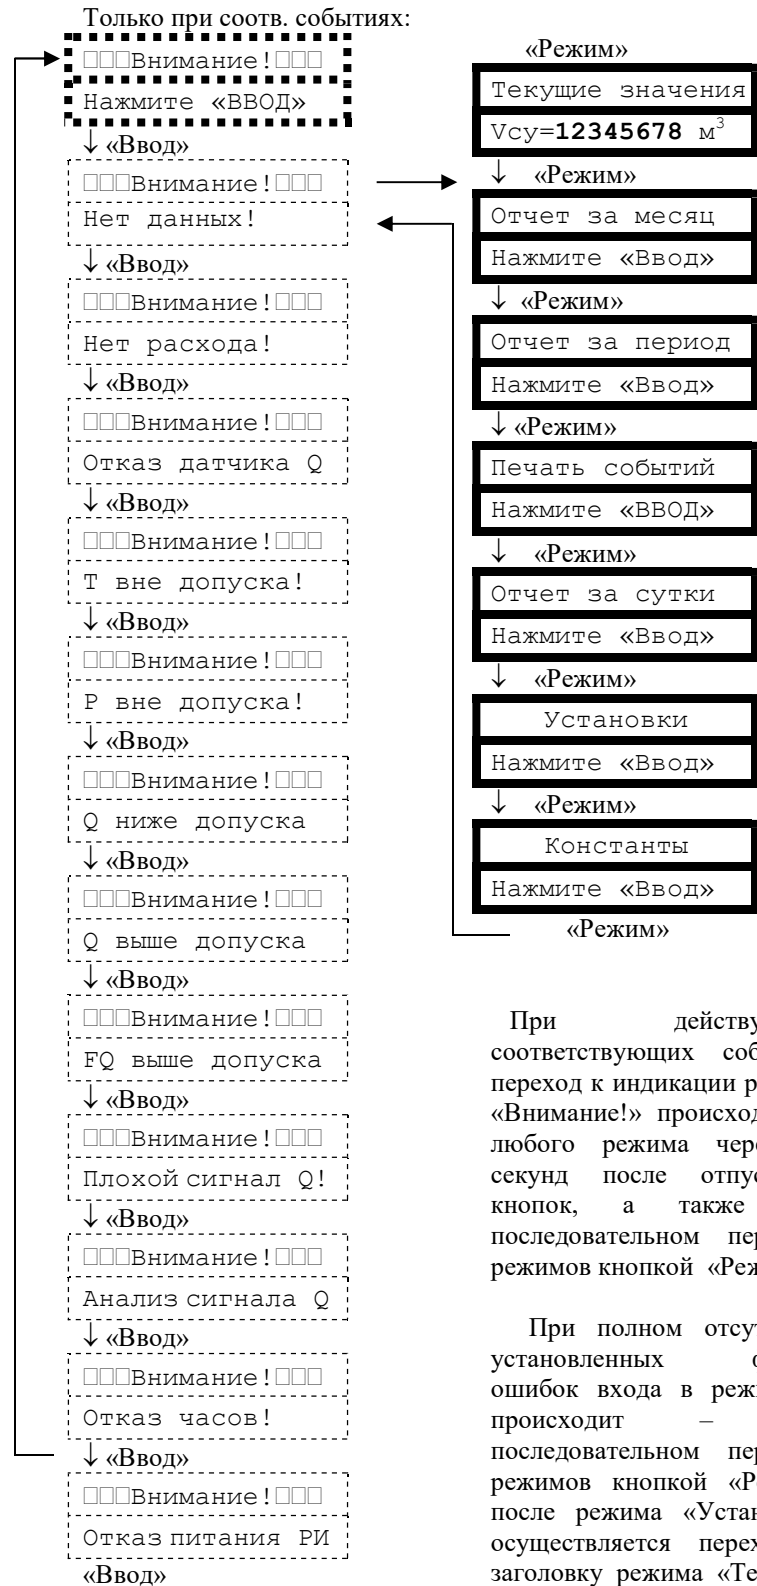 Только при соотв. событиях:
□□□Внимание!□□□
Нажмите «ВВОД»
↓ «Ввод»
□□□Внимание!□□□
Нет данных!
↓ «Ввод»
□□□Внимание!□□□
Нет расхода!
↓ «Ввод»
□□□Внимание!□□□
Отказ датчика Q
↓ «Ввод»
□□□Внимание!□□□
Т вне допуска!
↓ «Ввод»
□□□Внимание!□□□
Р вне допуска!
↓ «Ввод»
□□□Внимание!□□□
Q ниже допуска
↓ «Ввод»
□□□Внимание!□□□
Q выше допуска
↓ «Ввод»
□□□Внимание!□□□
FQ выше допуска
↓ «Ввод»
□□□Внимание!□□□
Плохой сигнал Q!
↓ «Ввод»
□□□Внимание!□□□
Анализ сигнала Q
↓ «Ввод»
□□□Внимание!□□□
Отказ часов!
↓ «Ввод»
□□□Внимание!□□□
Отказ питания РИ
«Ввод»
«Режим»
Текущие значения
Vсу=12345678 м³
↓ «Режим»
Отчет за месяц
Нажмите «Ввод»
↓ «Режим»
Отчет за период
Нажмите «Ввод»
↓ «Режим»
Печать событий
Нажмите «ВВОД»
↓ «Режим»
Отчет за сутки
Нажмите «Ввод»
↓ «Режим»
Установки
Нажмите «Ввод»
↓ «Режим»
Константы
Нажмите «Ввод»
«Режим»
При
соответствующих
переход к индикации
«Внимание!»
любого режима
секунд после
кнопок, а также
последовательном
режимов кнопкой
При полном
установленных
ошибок входа в
происходит –
последовательном
режимов кнопкой
после режима
осуществляется
заголовку режима